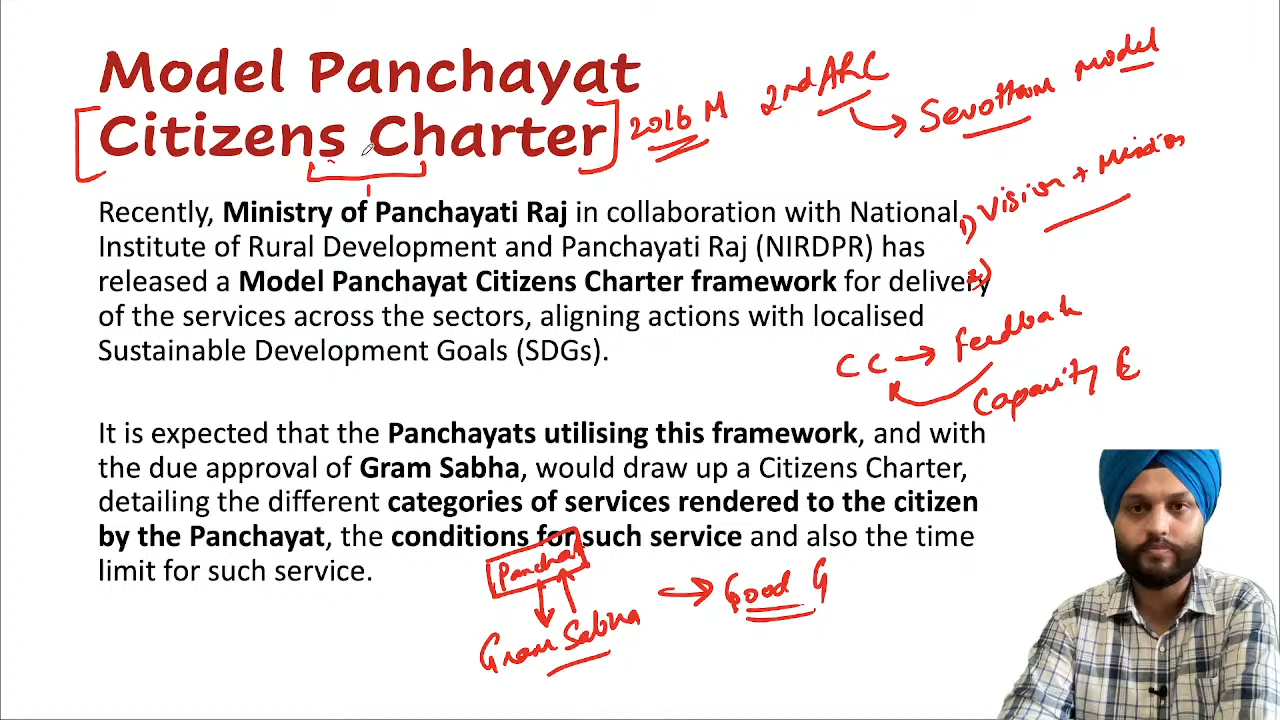 Model Panchayat
Citizens Charter
2016 M
2nd ARC
Sevottam Model
1) Vision + Mission
2)
Recently, Ministry of Panchayati Raj in collaboration with National
Institute of Rural Development and Panchayati Raj (NIRDPR) has
released a Model Panchayat Citizens Charter framework for delivery
of the services across the sectors, aligning actions with localised
Sustainable Development Goals (SDGs).
CC → Feedback
Capacity
It is expected that the Panchayats utilising this framework, and with
the due approval of Gram Sabha, would draw up a Citizens Charter,
detailing the different categories of services rendered to the citizen
by the Panchayat, the conditions for such service and also the time
limit for such service.
Gram Sabha
→ Good G